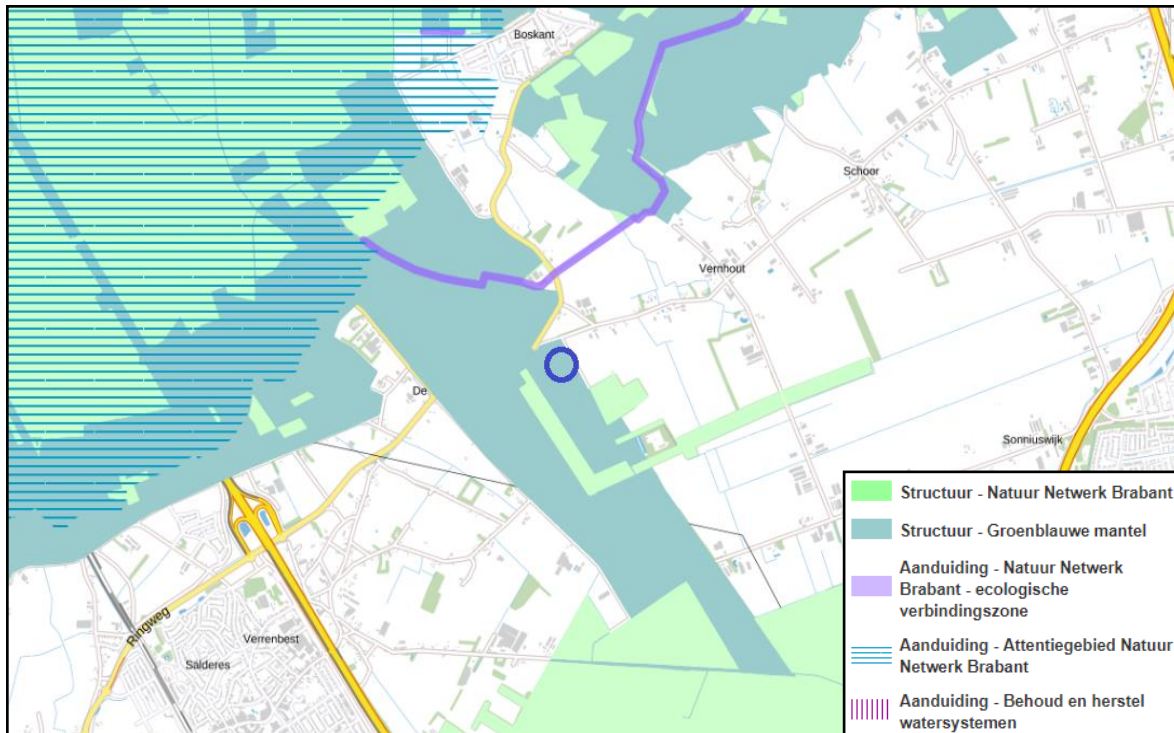 Boskant
Schoor
Vernhout
De
Sonniuswijk
Ringweg
Verrenbest
Salderes
Structuur - Natuur Netwerk Brabant
Structuur - Groenblauwe mantel
Aanduiding - Natuur Netwerk
Brabant - ecologische
verbindingszone
Aanduiding - Attentiegebied Natuur
Netwerk Brabant
Aanduiding - Behoud en herstel
watersystemen